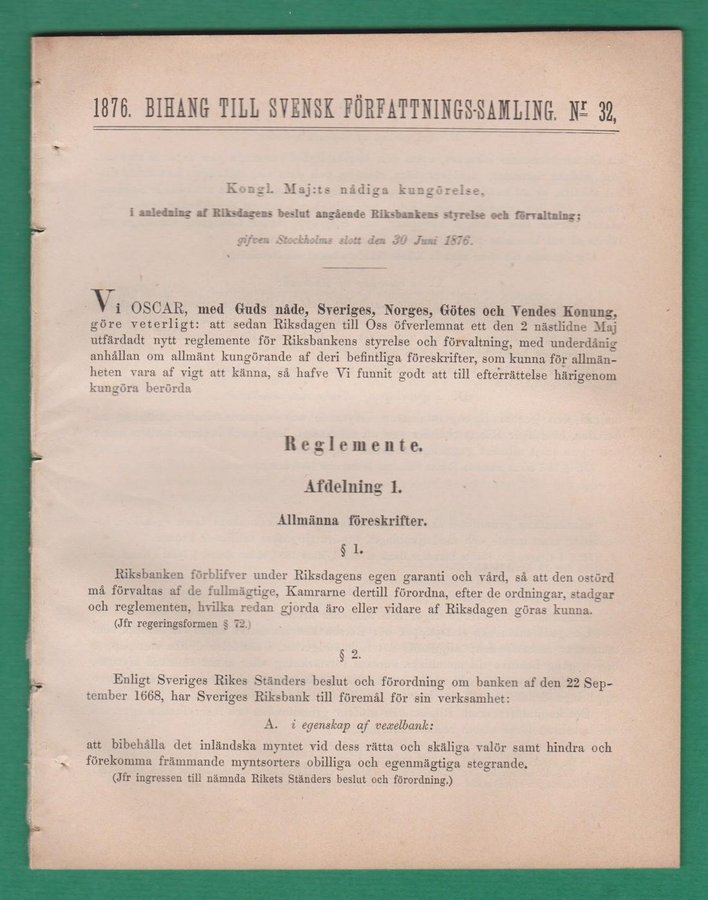 1876. BIHANG TILL SVENSK FÖRFATTNINGS-SAMLING. Nr 32,
Kongl. Maj:ts nådiga kungörelse,
i anledning af Riksdagens beslut angående Riksbankens styrelse och förvaltning;
gifven Stockholms slott den 30 Juni 1876.
Vi OSCAR, med Guds nåde, Sveriges, Norges, Götes och Vendes Konung,
göre veterligt: att sedan Riksdagen till Oss öfverlemnat ett den 2 nästlidne Maj
utfärdadt nytt reglemente för Riksbankens styrelse och förvaltning, med underdånig
anhållan om allmänt kungörande af deri befintliga föreskrifter, som kunna för allmän-
heten vara af vigt att känna, så hafve Vi funnit godt att till efterrättelse härigenom
kungöra berörda
Reglemente.
Afdelning 1.
Allmänna föreskrifter.
§ 1.
Riksbanken förblifver under Riksdagens egen garanti och vård, så att den ostörd
må förvaltas af de fullmägtige, Kamrarne dertill förordna, efter de ordningar, stadgar
och reglementen, hvilka redan gjorda äro eller vidare af Riksdagen göras kunna.
(Jfr regeringsformen § 72.)
§ 2.
Enligt Sveriges Rikes Ständers beslut och förordning om banken af den 22 Sep-
tember 1668, har Sveriges Riksbank till föremål för sin verksamhet:
A. i egenskap af vexelbank:
att bibehålla det inländska myntet vid dess rätta och skäliga valör samt hindra och
förekomma främmande myntsorters obilliga och egenmägtiga stegrande.
(Jfr ingressen till nämnda Rikets Ständers beslut och förordning.)